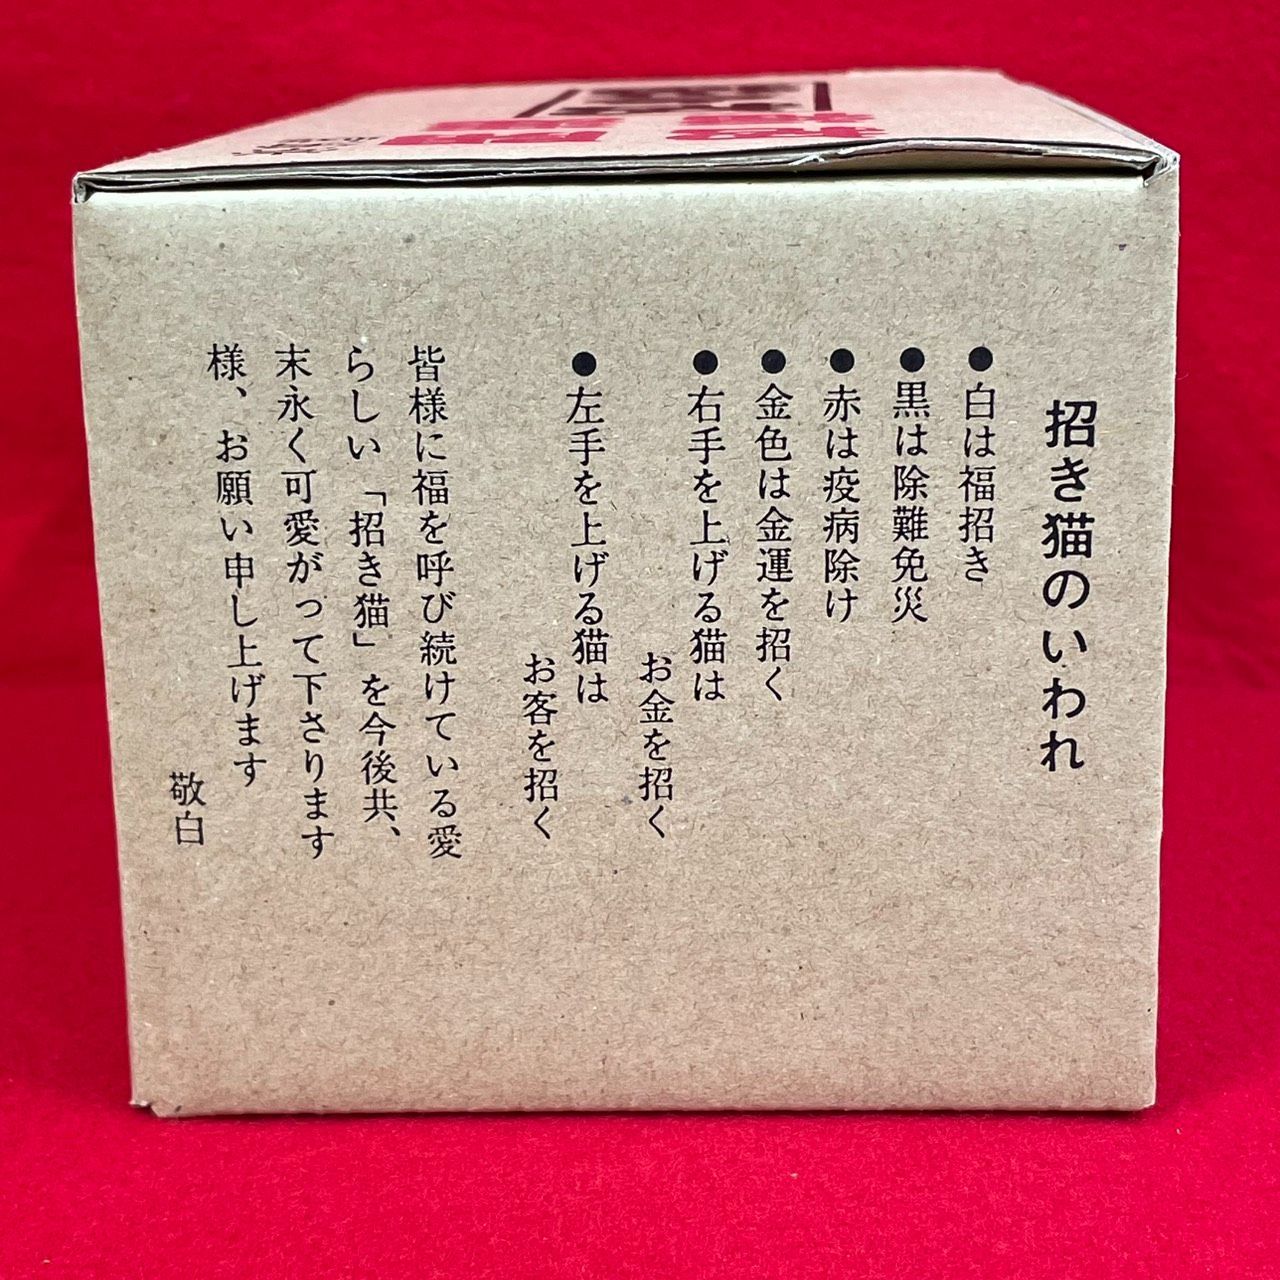 招き猫のいわれ
●白は福招き
●黒は除難免災
●赤は疫病除け
●金色は金運を招く
●右手を上げる猫は
お金を招く
●左手を上げる猫は
お客を招く
皆様に福を呼び続けている愛
らしい「招き猫」を今後共、
末永く可愛がって下さります
様、お願い申し上げます
敬白